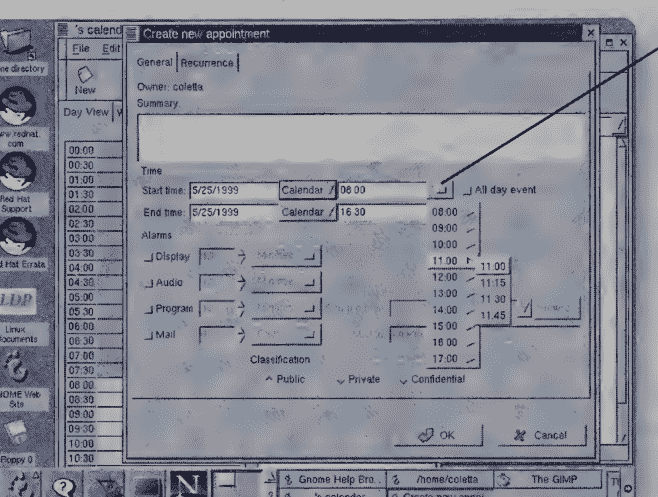 's calend
Create new appointment
File Edit
General Recurrence
me directory
Owner: coletta
New
Summary:
Day View
www.redhat.
com
00:00
00:30
Time
01:00
Start time: 5/25/1999 Calendar 08:00 All day event
01:30
Red Hat
Support
End time: 5/25/1999 Calendar 16:30
02:00
02:30
Alarms
03:00
03:30
Display
d Hat Errata
04:00
04:30
Audio
LDP
05:00
05:30
Program
Linux
Documents
06:00
06:30
Mail
07:00
07:30
Classification
GNOME Web
Site
08:00
Public Private Confidential
08:30
09:00
09:30
10:00
10:30
Floppy 0
OK Cancel
08:00
09:00
10:00
11:00
12:00
13:00
14:00
15:00
16:00
17:00
11:00
11:15
11:30
11:45
N
Gnome Help Bro.. /home/coletta The GIMP
's calendar Create new appo